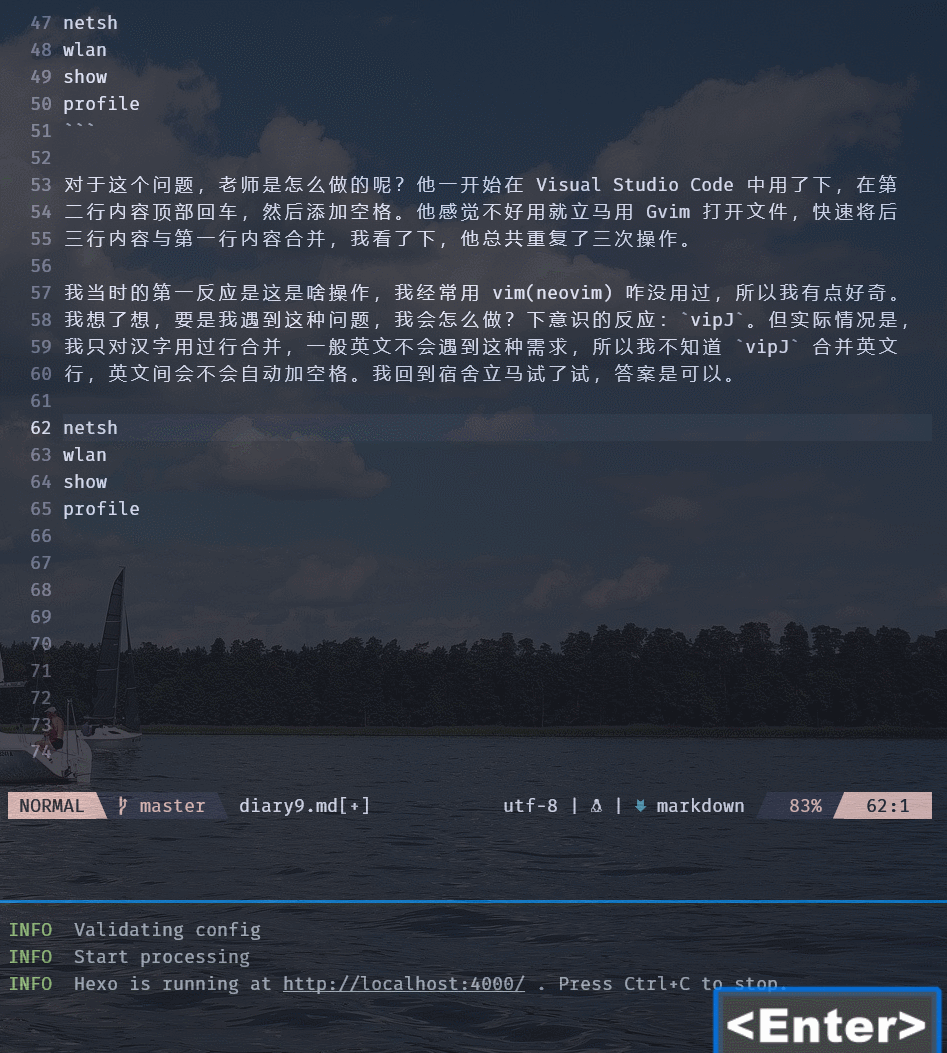 47 netsh
48 wlan
49 show
50 profile
51 ```
52
53 对于这个问题，老师是怎么做的呢？他一开始在 Visual Studio Code 中用了下，在第
54 二行内容顶部回车，然后添加空格。他感觉不好用就立马用 Gvim 打开文件，快速将后
55 三行内容与第一行内容合并，我看了下，他总共重复了三次操作。
56
57 我当时的第一反应是这是啥操作，我经常用 vim(neovim) 咋没用过，所以我有点好奇。
58 我想了想，要是我遇到这种问题，我会怎么做？下意识的反应：`vipJ`。但实际情况是，
59 我只对汉字用过行合并，一般英文不会遇到这种需求，所以我不知道 `vipJ` 合并英文
60 行，英文间会不会自动加空格。我回到宿舍立马试了试，答案是可以。
61
62 netsh
63 wlan
64 show
65 profile
66
67
68
69
70
71
72
73
74
NORMAL master diary9.md[+] utf-8 | | markdown 83% 62:1
INFO Validating config
INFO Start processing
INFO Hexo is running at http://localhost:4000/ . Press Ctrl+C to stop.
<Enter>